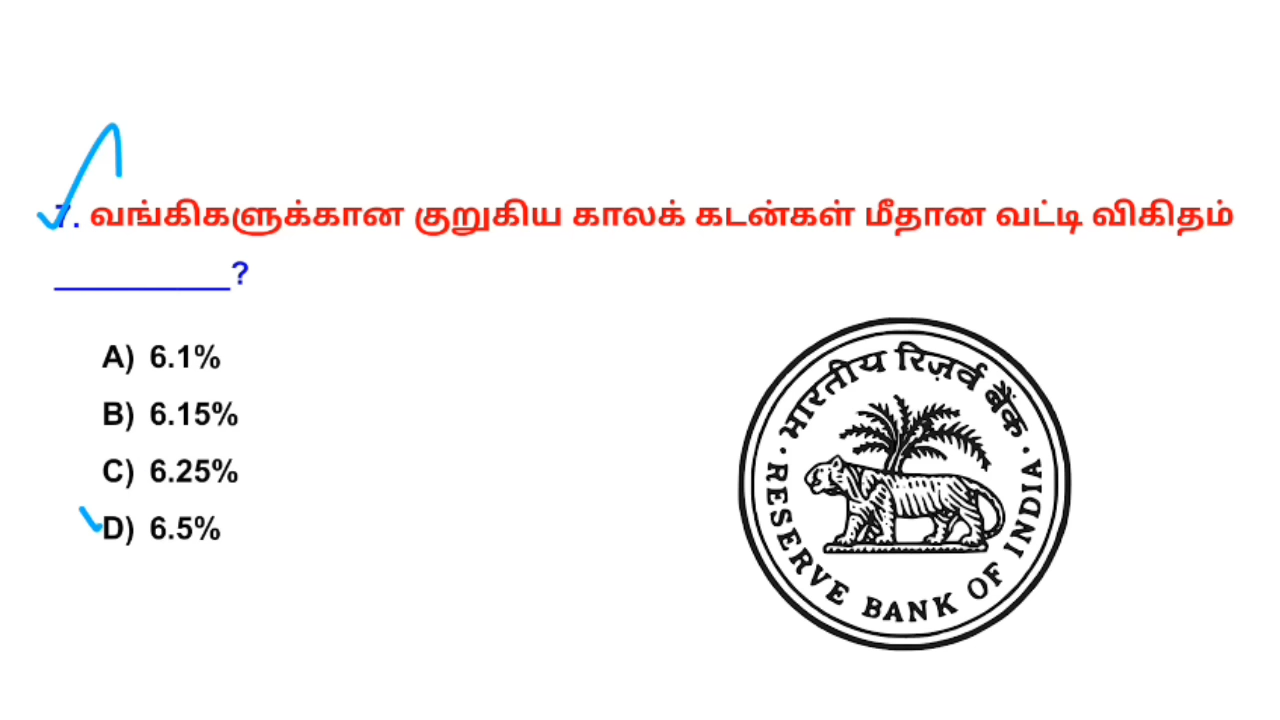 7. வங்கிகளுக்கான குறுகிய காலக் கடன்கள் மீதான வட்டி விகிதம்
___________?
A) 6.1%
B) 6.15%
C) 6.25%
D) 6.5%
भारतीय रिज़र्व बैंक
RESERVE BANK OF INDIA